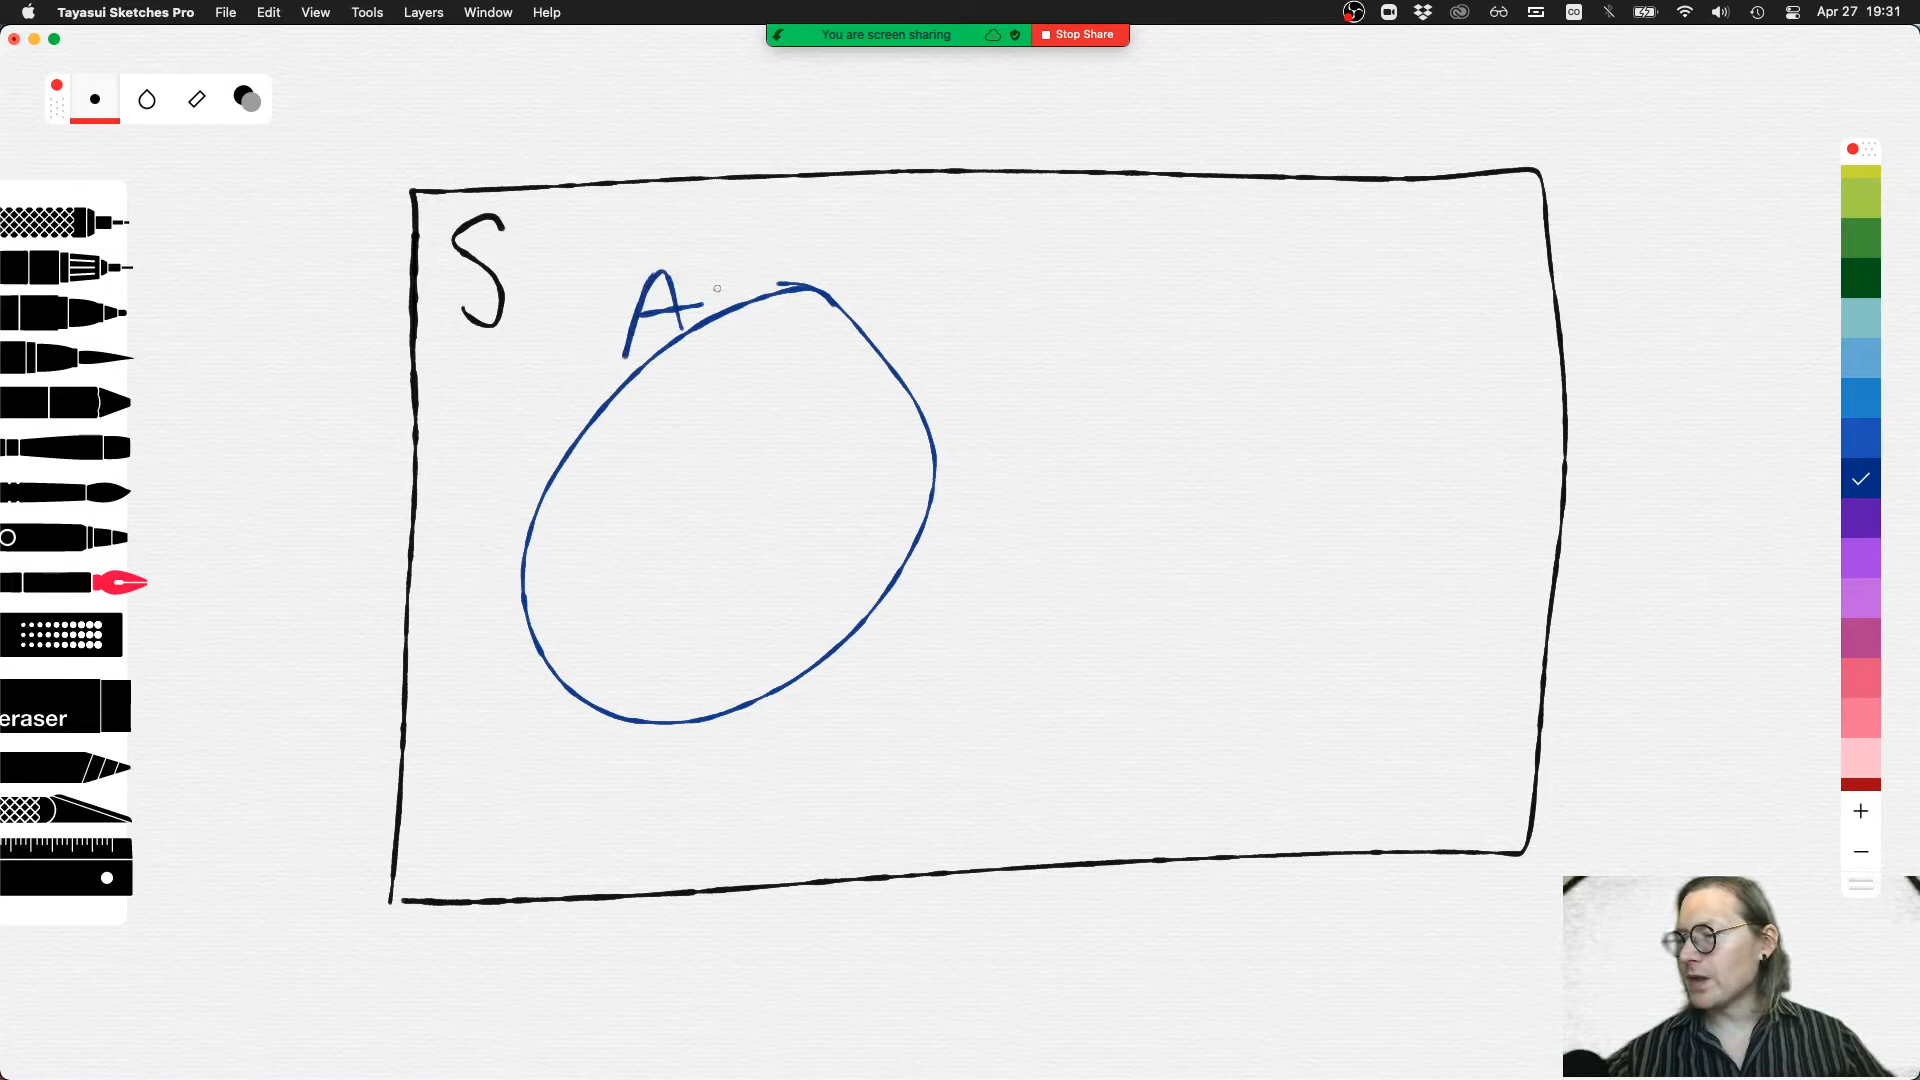 Tayasui Sketches Pro File Edit View Tools Layers Window Help Apr 27 19:31
You are screen sharing Stop Share
S
A
eraser